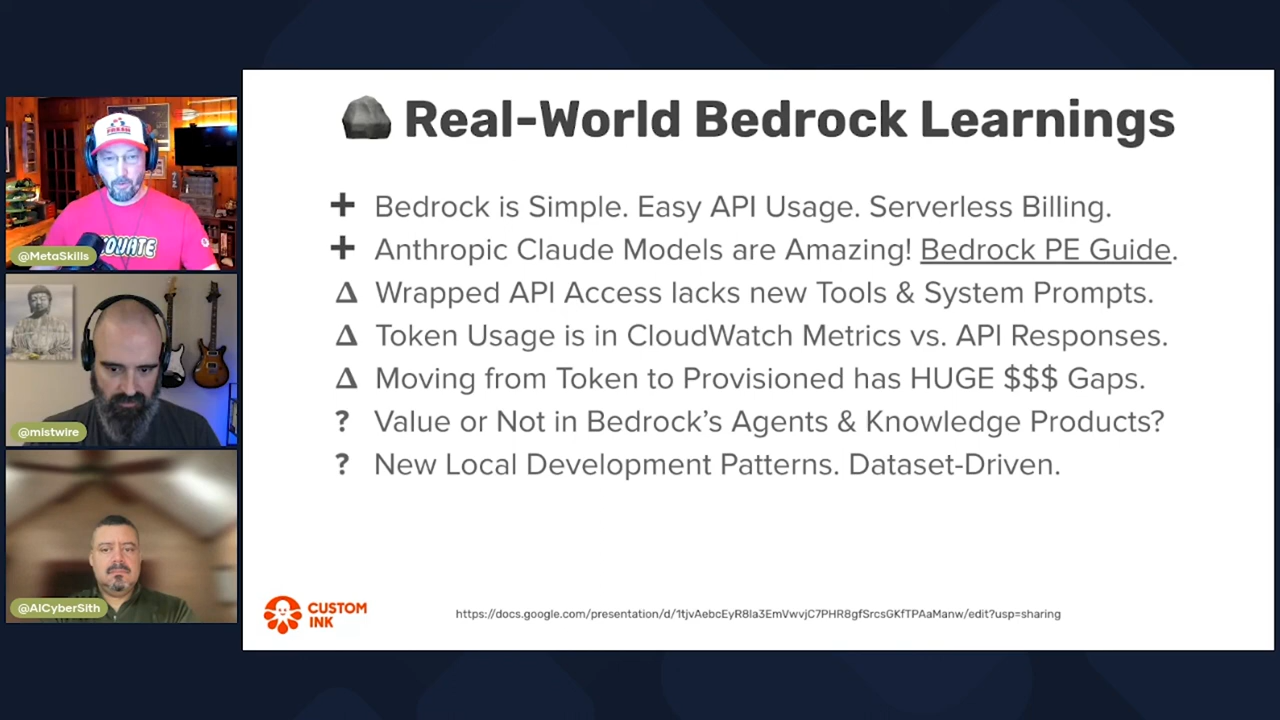 Real-World Bedrock Learnings
+ Bedrock is Simple. Easy API Usage. Serverless Billing.
+ Anthropic Claude Models are Amazing! Bedrock PE Guide.
Δ Wrapped API Access lacks new Tools & System Prompts.
Δ Token Usage is in CloudWatch Metrics vs. API Responses.
Δ Moving from Token to Provisioned has HUGE $$$ Gaps.
? Value or Not in Bedrock’s Agents & Knowledge Products?
? New Local Development Patterns. Dataset-Driven.
CUSTOM
INK
https://docs.google.com/presentation/d/1tjvAebcEyR8la3EmVwvjC7PHR8gfSrcsGKfTPAaManw/edit?usp=sharing
@MetaSkills
@mistwire
@AICyberSith